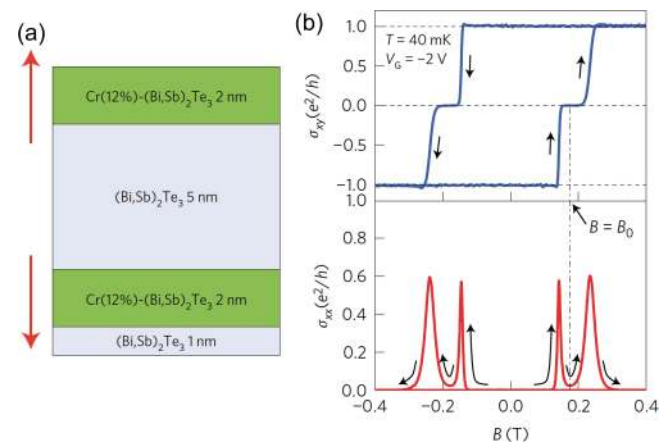 (a)
Cr(12%)-(Bi,Sb)₂Te₃ 2 nm
(Bi,Sb)₂Te₃ 5 nm
Cr(12%)-(Bi,Sb)₂Te₃ 2 nm
(Bi,Sb)₂Te₃ 1 nm
(b)
σxy(e²/h)
1.0
0.5
0.0
−0.5
−1.0
T = 40 mK
V_G = −2 V
B = B₀
σxx(e²/h)
1.0
0.8
0.6
0.4
0.2
0.0
−0.4 −0.2 0.0 0.2 0.4
B (T)